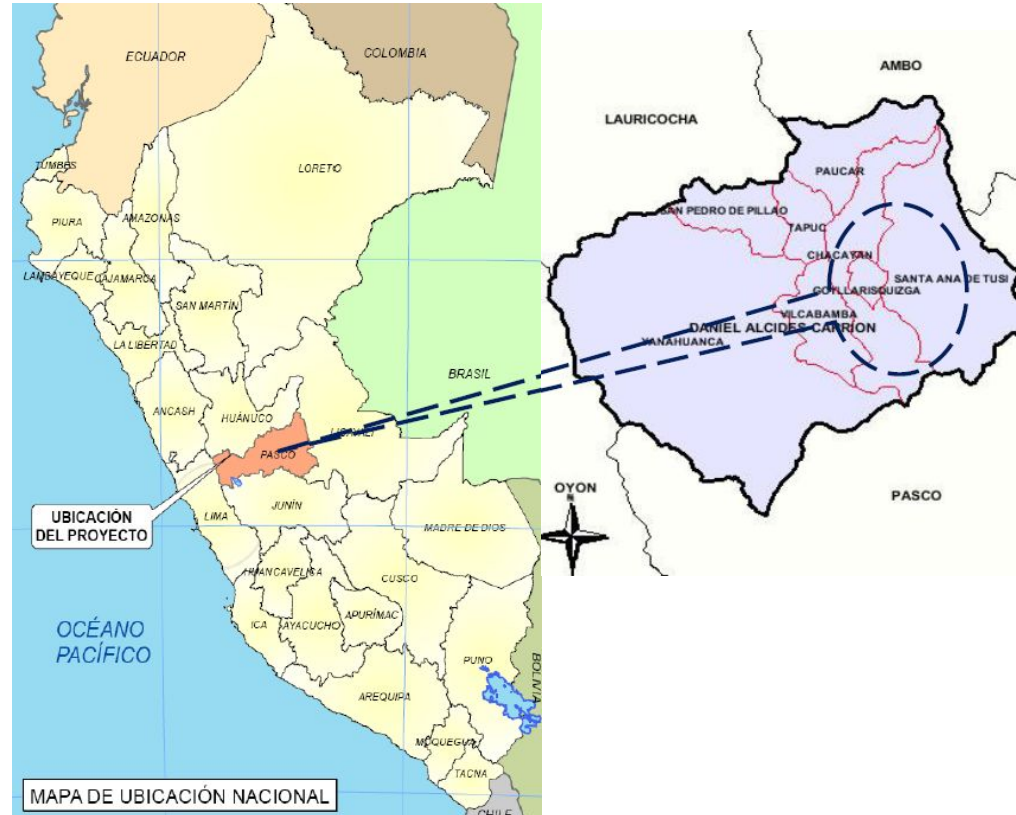 ECUADOR
COLOMBIA
TUMBES
LORETO
PIURA
AMAZONAS
LAMBAYEQUE
CAJAMARCA
SAN MARTÍN
LA LIBERTAD
BRASIL
ANCASH
HUÁNUCO
UCAYALI
PASCO
UBICACIÓN
DEL PROYECTO
LIMA
JUNÍN
MADRE DE DIOS
HUANCAVELICA
CUSCO
OCÉANO
PACÍFICO
ICA
AYACUCHO
APURÍMAC
PUNO
BOLIVIA
AREQUIPA
MOQUEGUA
TACNA
CHILE
MAPA DE UBICACIÓN NACIONAL
AMBO
LAURICOCHA
PAUCAR
SAN PEDRO DE PILLAO
TAPUC
CHACAYAN
SANTA ANA DE TUSI
GOYLLARISQUIZGA
VILCABAMBA
DANIEL ALCIDES CARRION
YANAHUANCA
OYON
N
PASCO